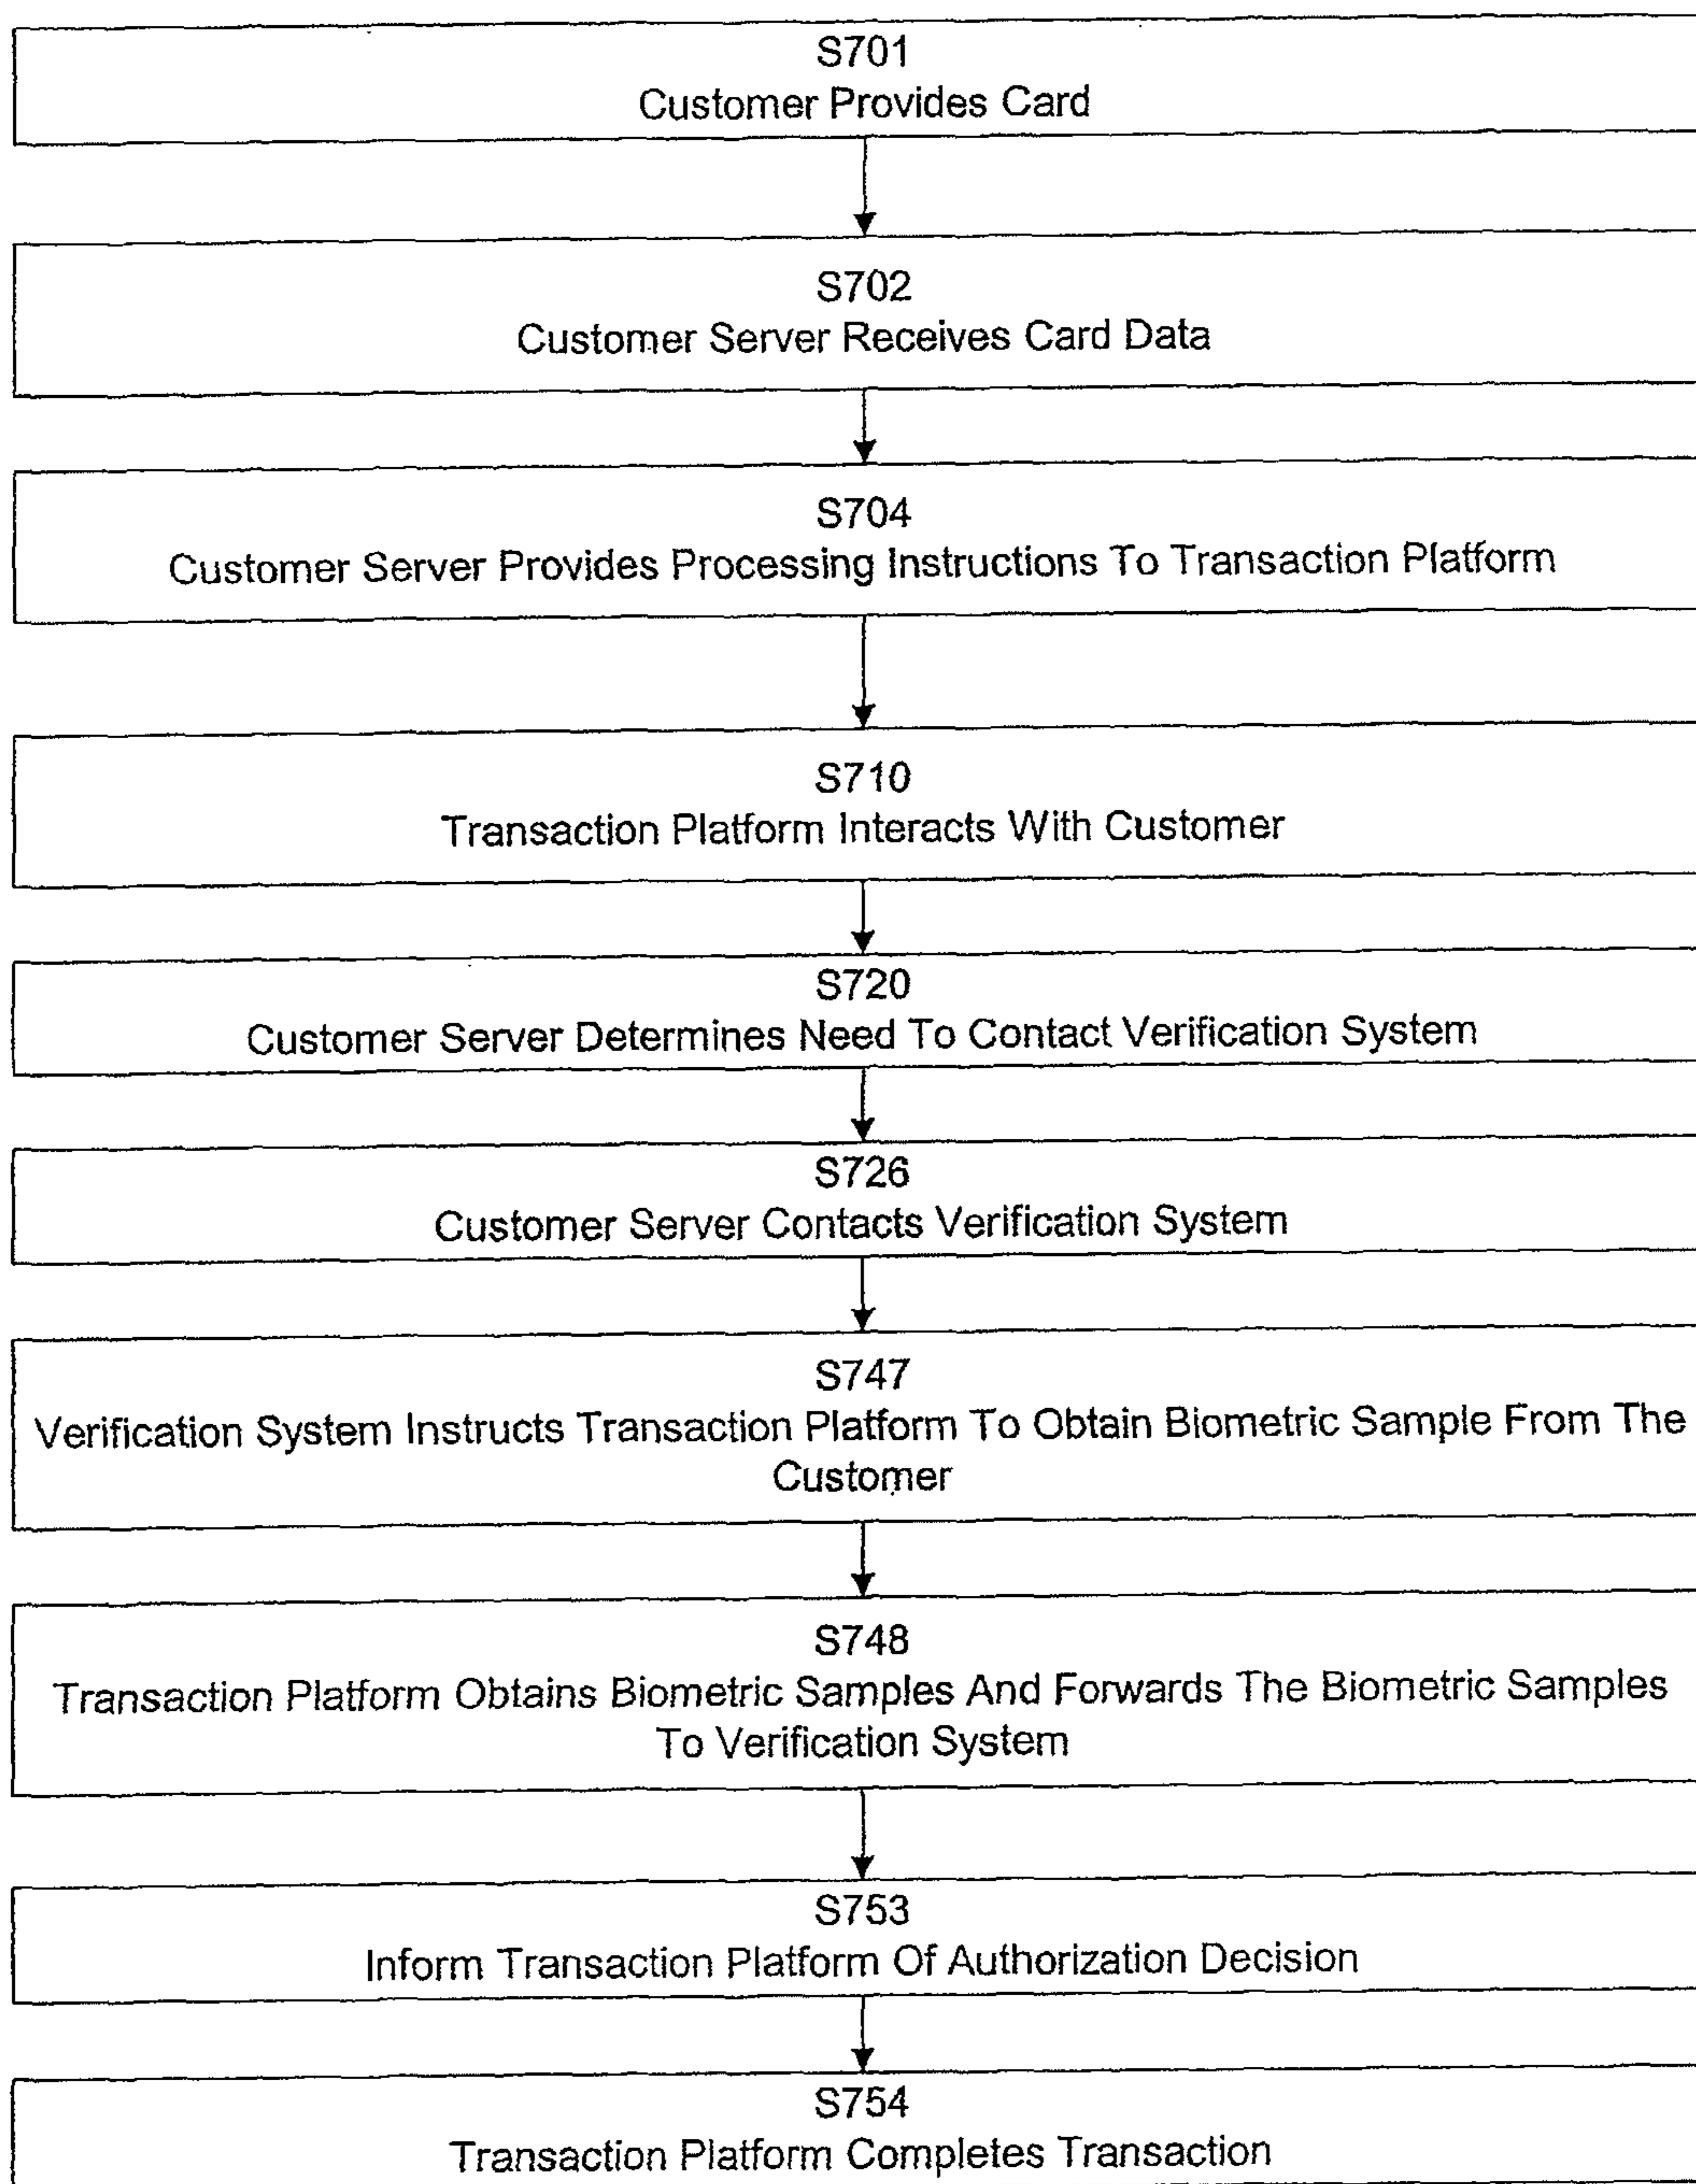 S701
Customer Provides Card
S702
Customer Server Receives Card Data
S704
Customer Server Provides Processing Instructions To Transaction Platform
S710
Transaction Platform Interacts With Customer
S720
Customer Server Determines Need To Contact Verification System
S726
Customer Server Contacts Verification System
S747
Verification System Instructs Transaction Platform To Obtain Biometric Sample From The
Customer
S748
Transaction Platform Obtains Biometric Samples And Forwards The Biometric Samples
To Verification System
S753
Inform Transaction Platform Of Authorization Decision
S754
Transaction Platform Completes Transaction